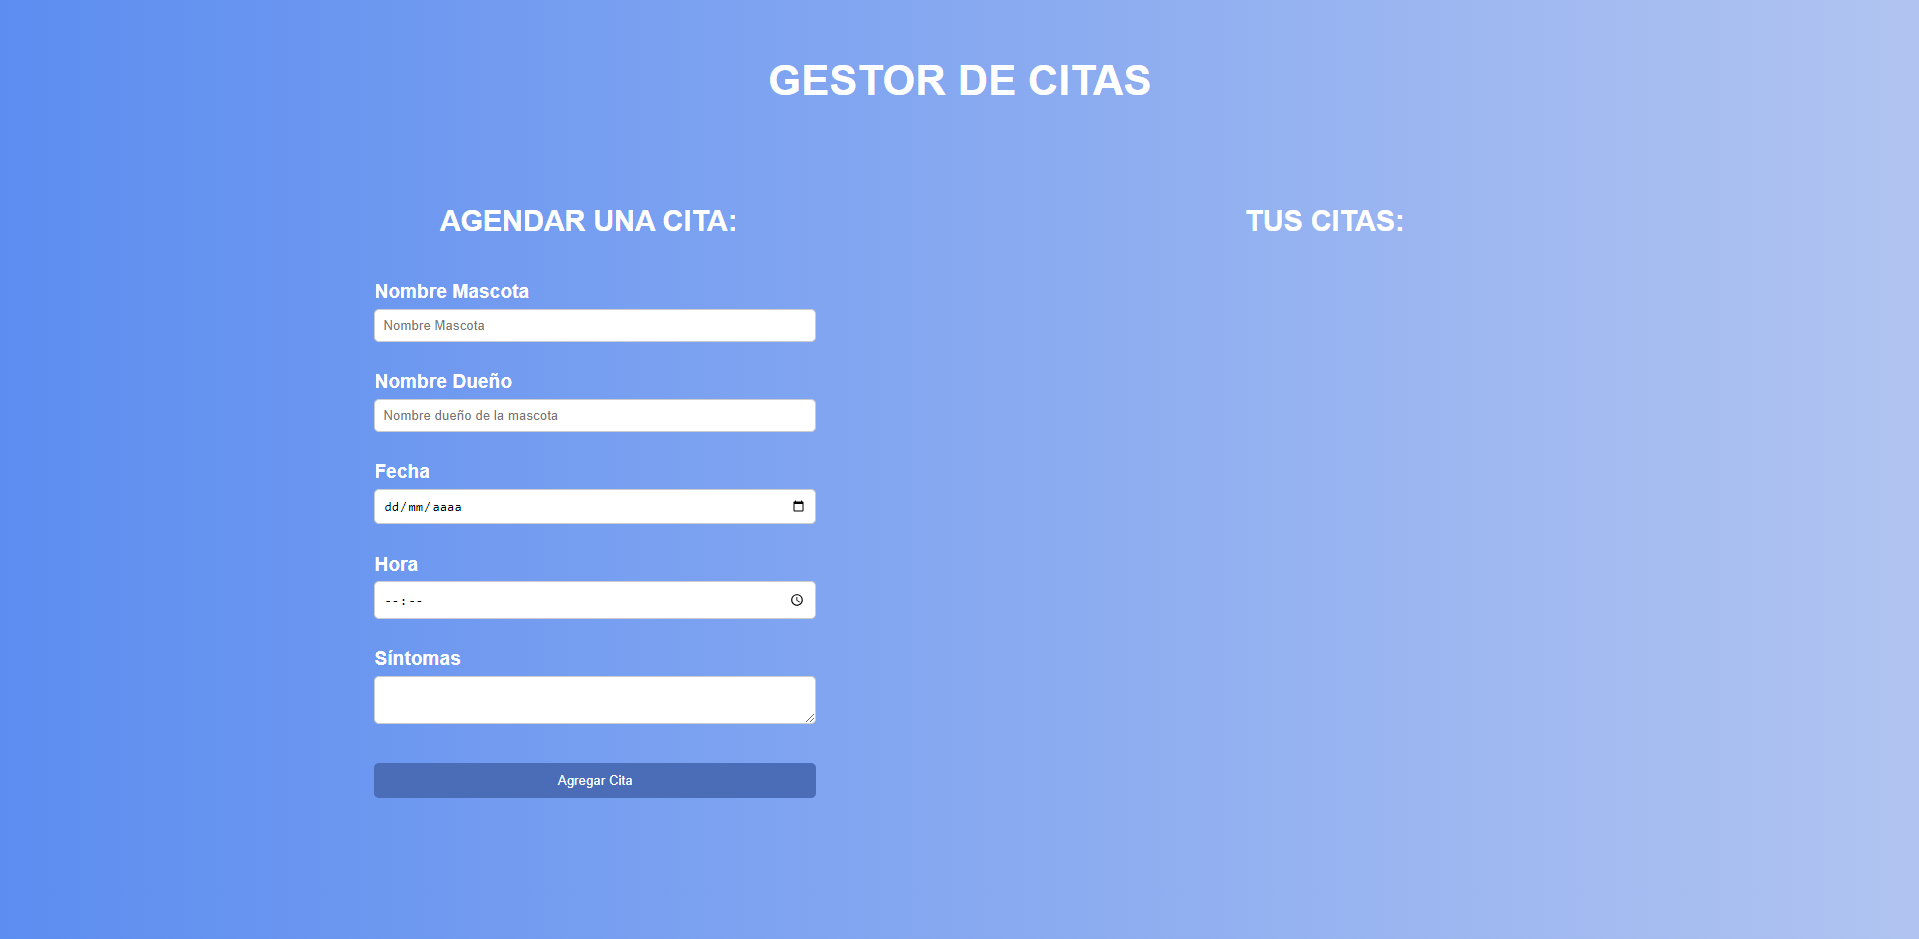 GESTOR DE CITAS
AGENDAR UNA CITA:
Nombre Mascota
Nombre Mascota
Nombre Dueño
Nombre dueño de la mascota
Fecha
dd/mm/aaaa
Hora
--:--
Síntomas
Agregar Cita
TUS CITAS: